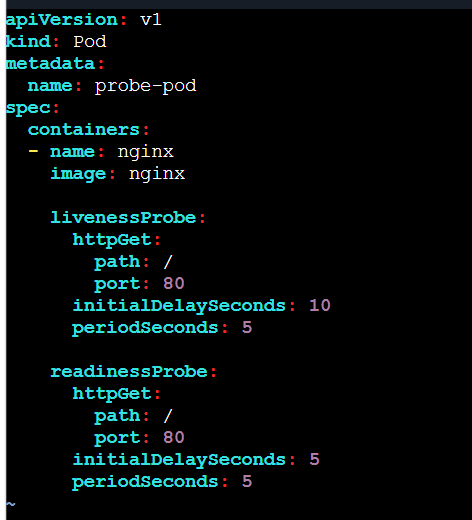 apiVersion: v1
kind: Pod
metadata:
  name: probe-pod
spec:
  containers:
  - name: nginx
    image: nginx

    livenessProbe:
      httpGet:
        path: /
        port: 80
      initialDelaySeconds: 10
      periodSeconds: 5

    readinessProbe:
      httpGet:
        path: /
        port: 80
      initialDelaySeconds: 5
      periodSeconds: 5
~